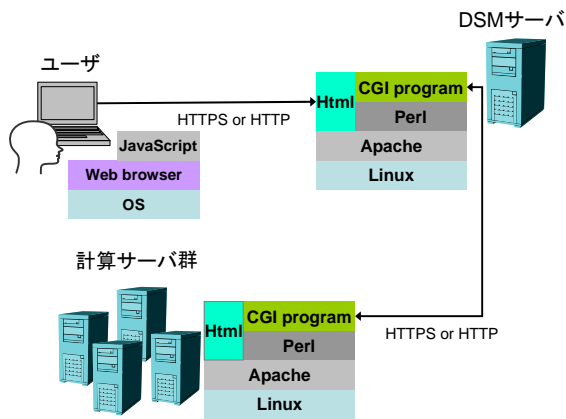 DSMサーバ
ユーザ
HTTPS or HTTP
Html
CGI program
Perl
Apache
Linux
JavaScript
Web browser
OS
計算サーバ群
Html
CGI program
Perl
Apache
Linux
HTTPS or HTTP